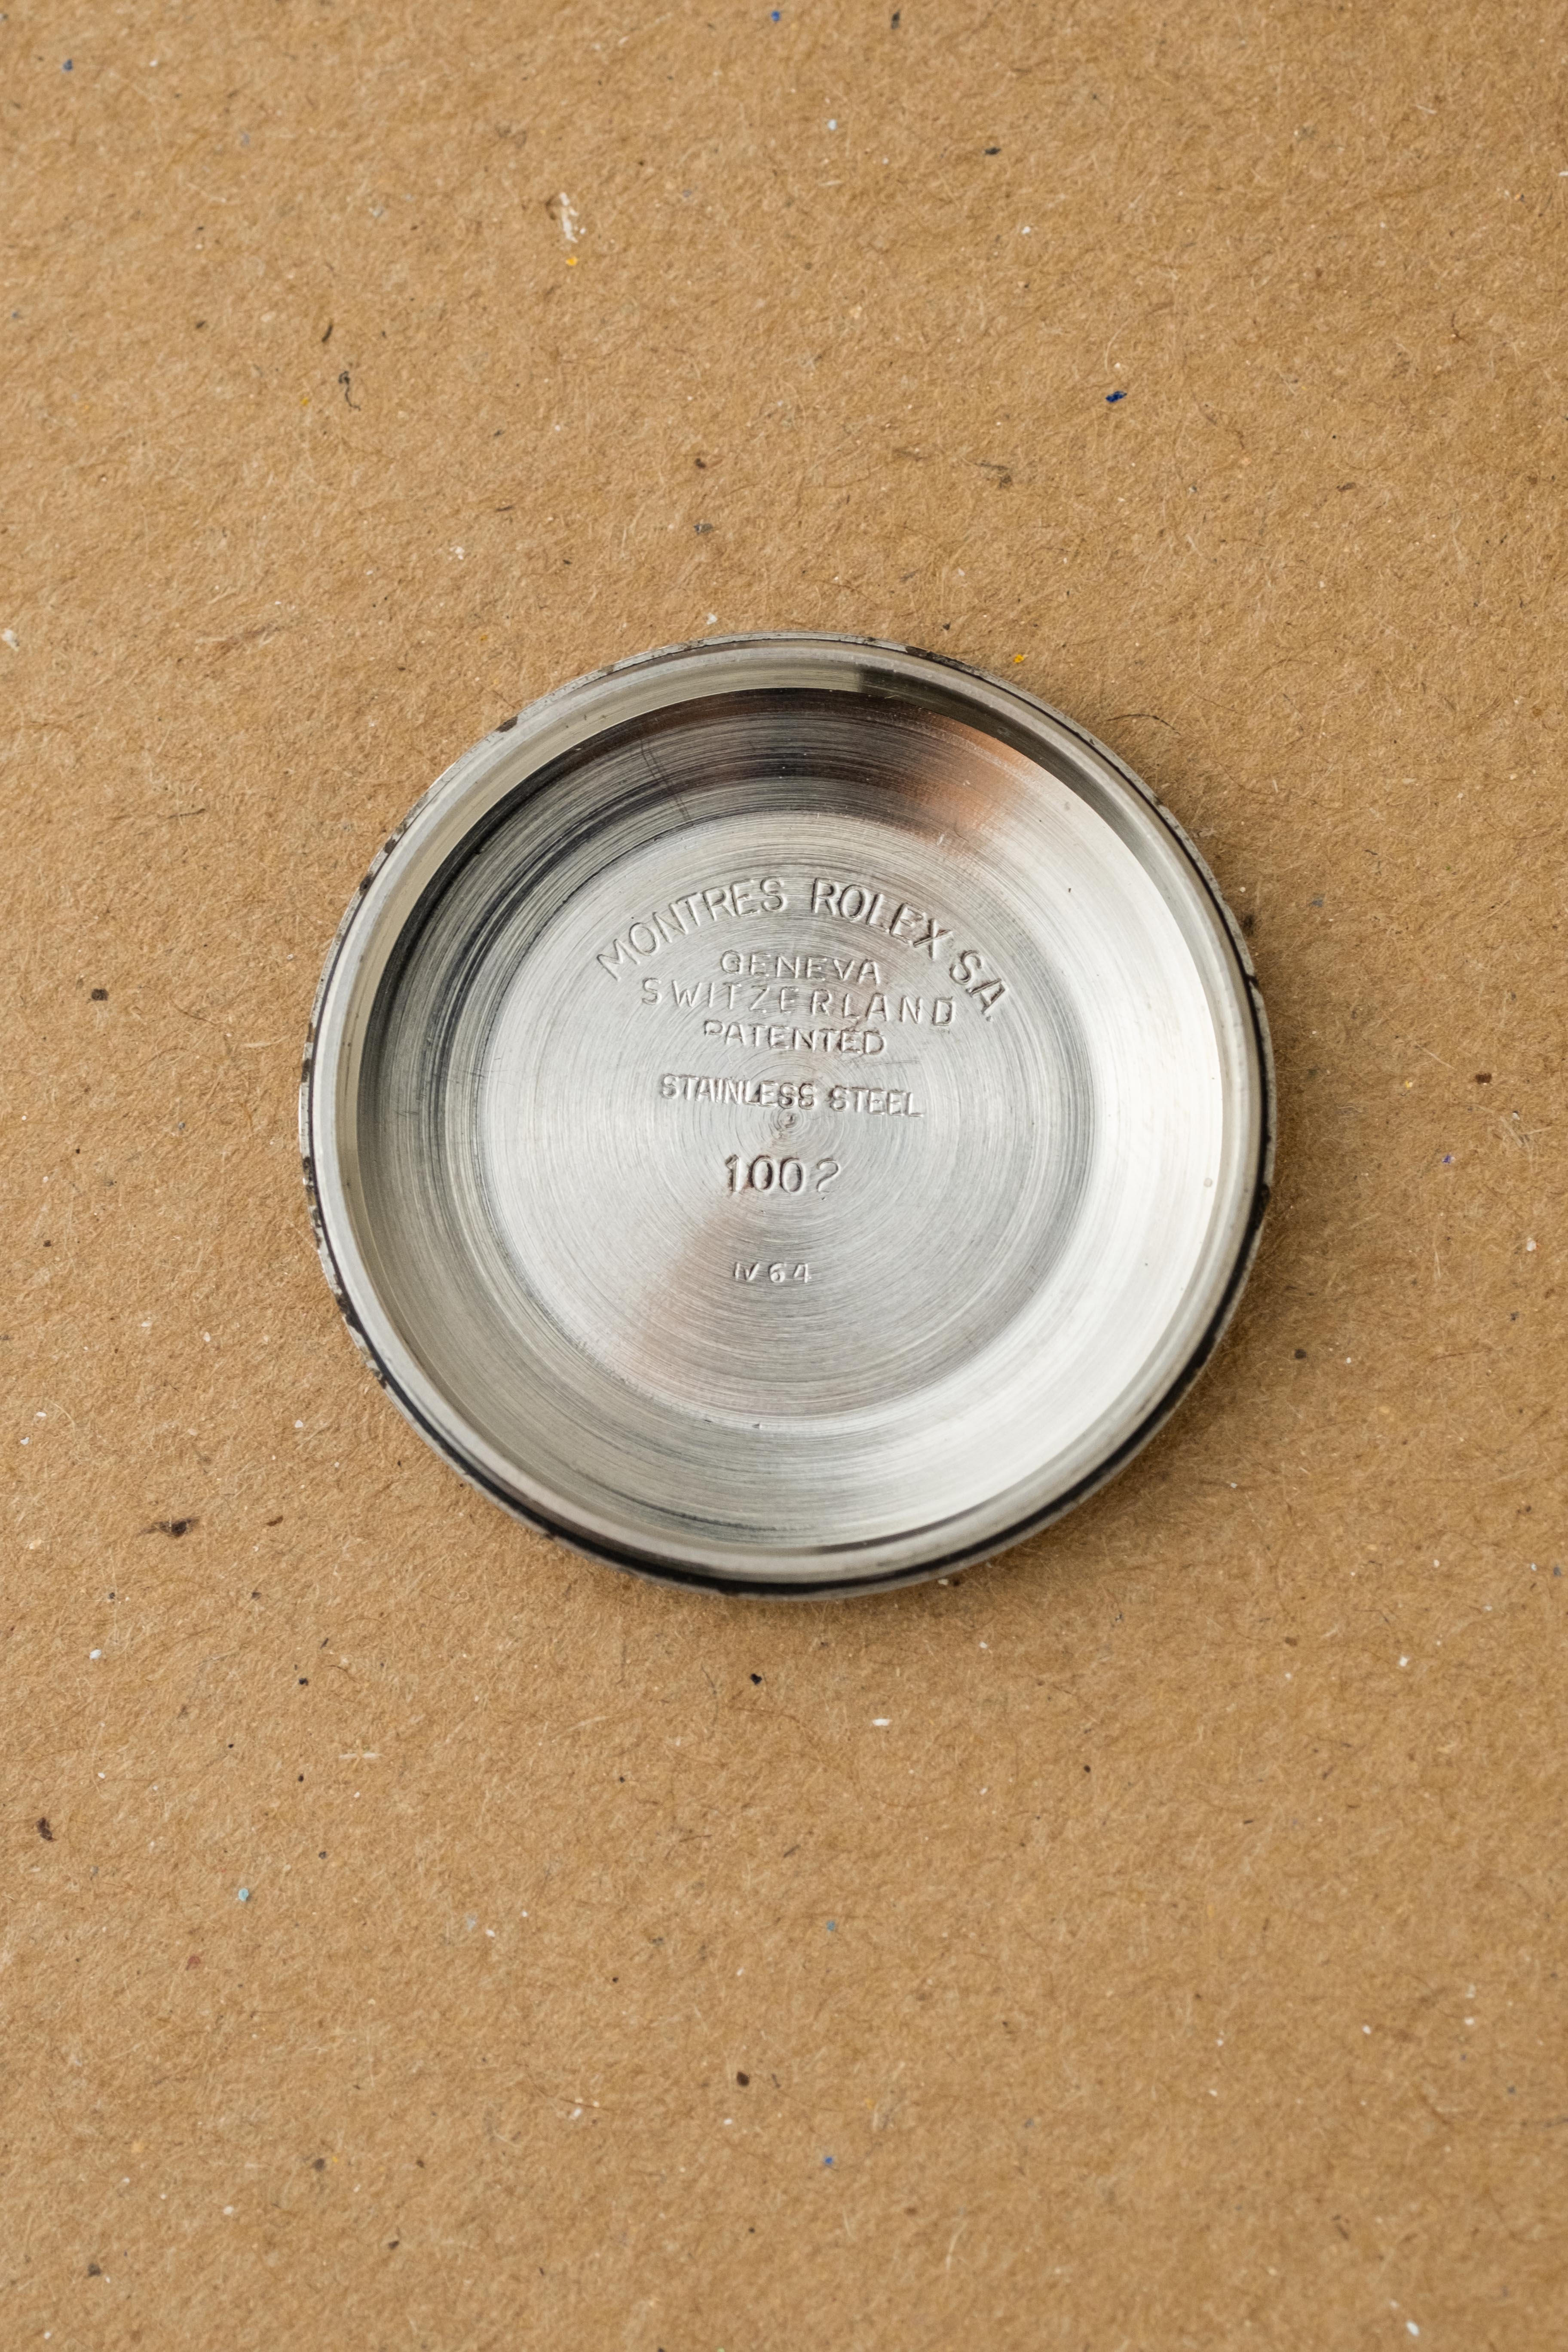 MONTRES ROLEX S.A.
GENEVA
SWITZERLAND
PATENTED
STAINLESS STEEL
1002
IV 64